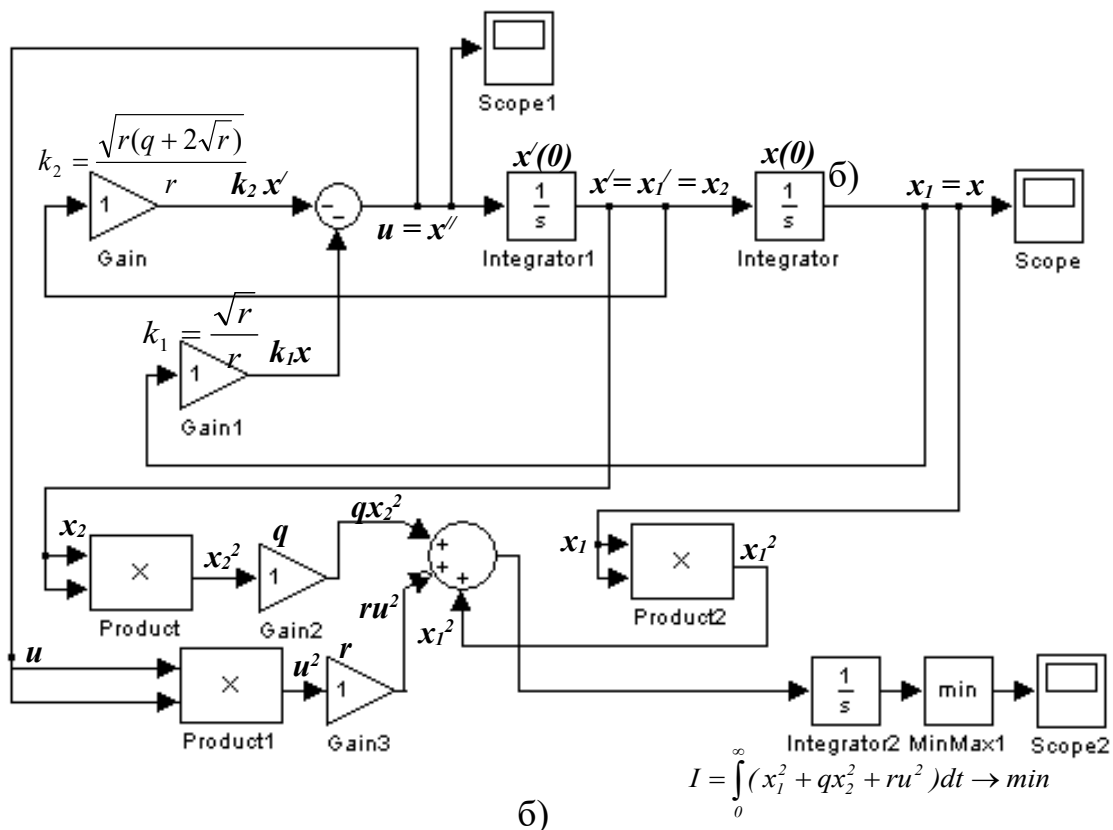 Scope1
k₂ = √(r(q + 2√r)) / r
k₂ x′
x′(0)
x′ = x₁′ = x₂
x(0)
б)
x₁ = x
1
−
−
u = x′′
1/s
1/s
Gain
Integrator1
Integrator
Scope
k₁ = √r / r
k₁x
1
Gain1
x₂
×
x₂²
q
1
qx₂²
+
+
+
x₁
×
x₁²
Product
Gain2
ru²
x₁²
Product2
u
×
u²
r
1
1/s
min
Product1
Gain3
Integrator2
MinMax1
Scope2
I = ∫₀^∞ (x₁² + qx₂² + ru²)dt → min
б)